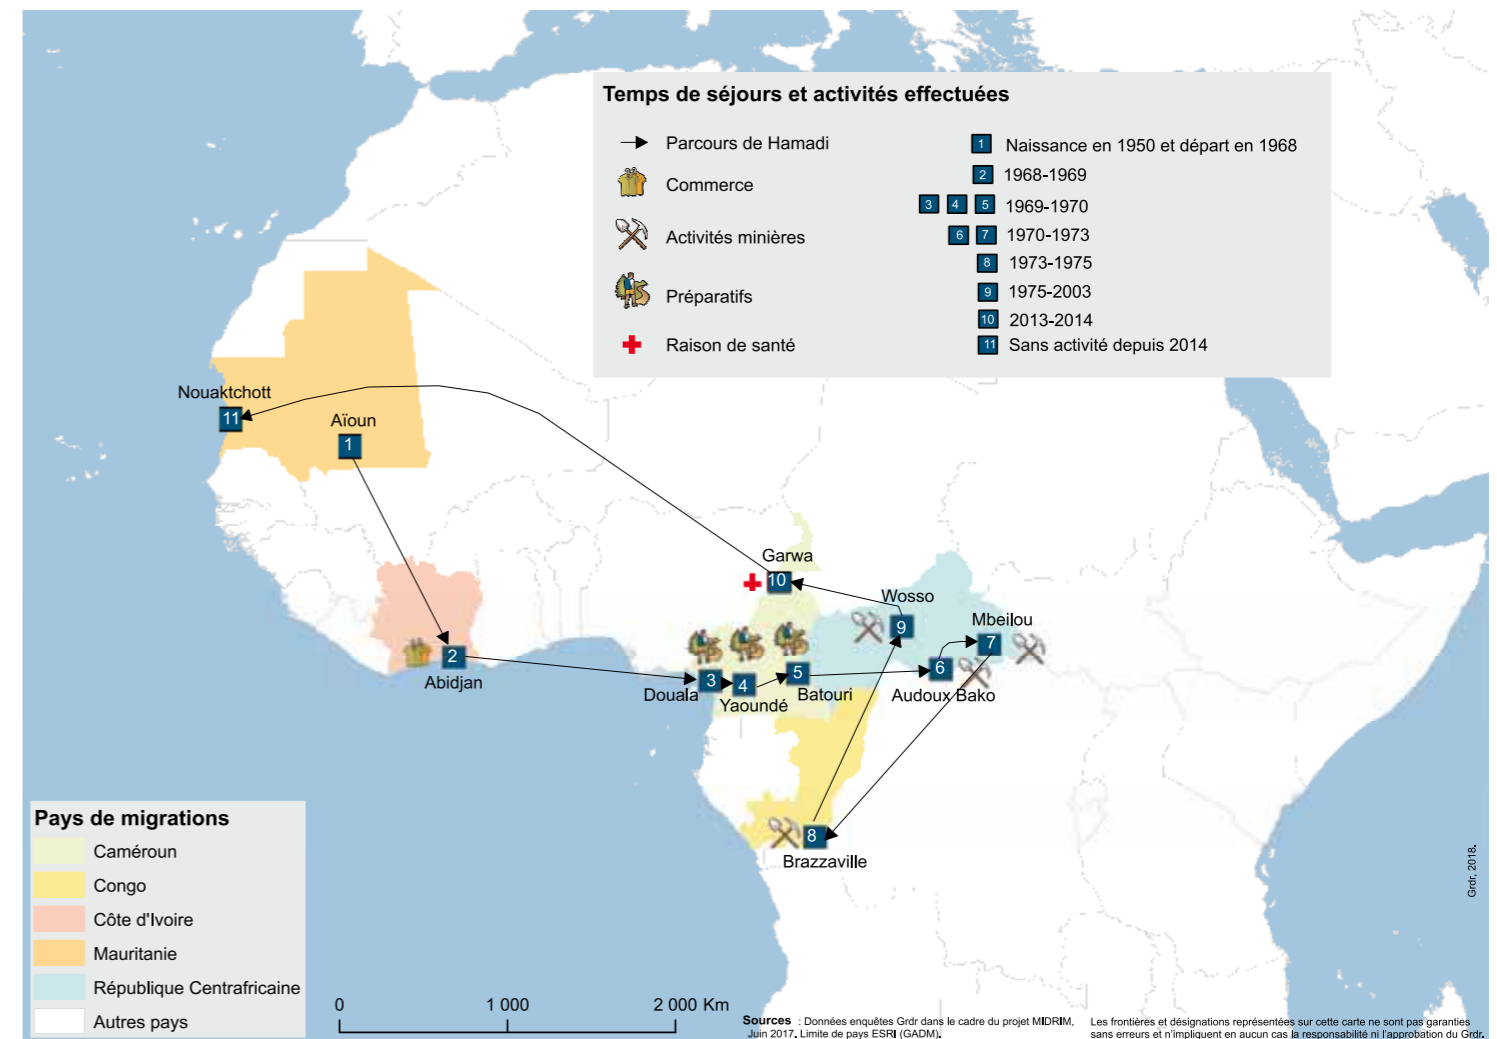 Temps de séjours et activités effectuées
Parcours de Hamadi
Commerce
Activités minières
Préparatifs
Raison de santé
1 Naissance en 1950 et départ en 1968
2 1968-1969
3 4 5 1969-1970
6 7 1970-1973
8 1973-1975
9 1975-2003
10 2013-2014
11 Sans activité depuis 2014
Nouaktchott
11
Aïoun
1
Garwa
10
Wosso
9
Mbeilou
7
2
Abidjan
3
Douala
4
Yaoundé
5
Batouri
6
Audoux Bako
8
Brazzaville
Pays de migrations
Caméroun
Congo
Côte d'Ivoire
Mauritanie
République Centrafricaine
Autres pays
0 1 000 2 000 Km
Sources : Données enquêtes Grdr dans le cadre du projet MIDRIM,
Juin 2017. Limite de pays ESRI (GADM).
Les frontières et désignations représentées sur cette carte ne sont pas garanties
sans erreurs et n'impliquent en aucun cas la responsabilité ni l'approbation du Grdr.
Grdr, 2018.